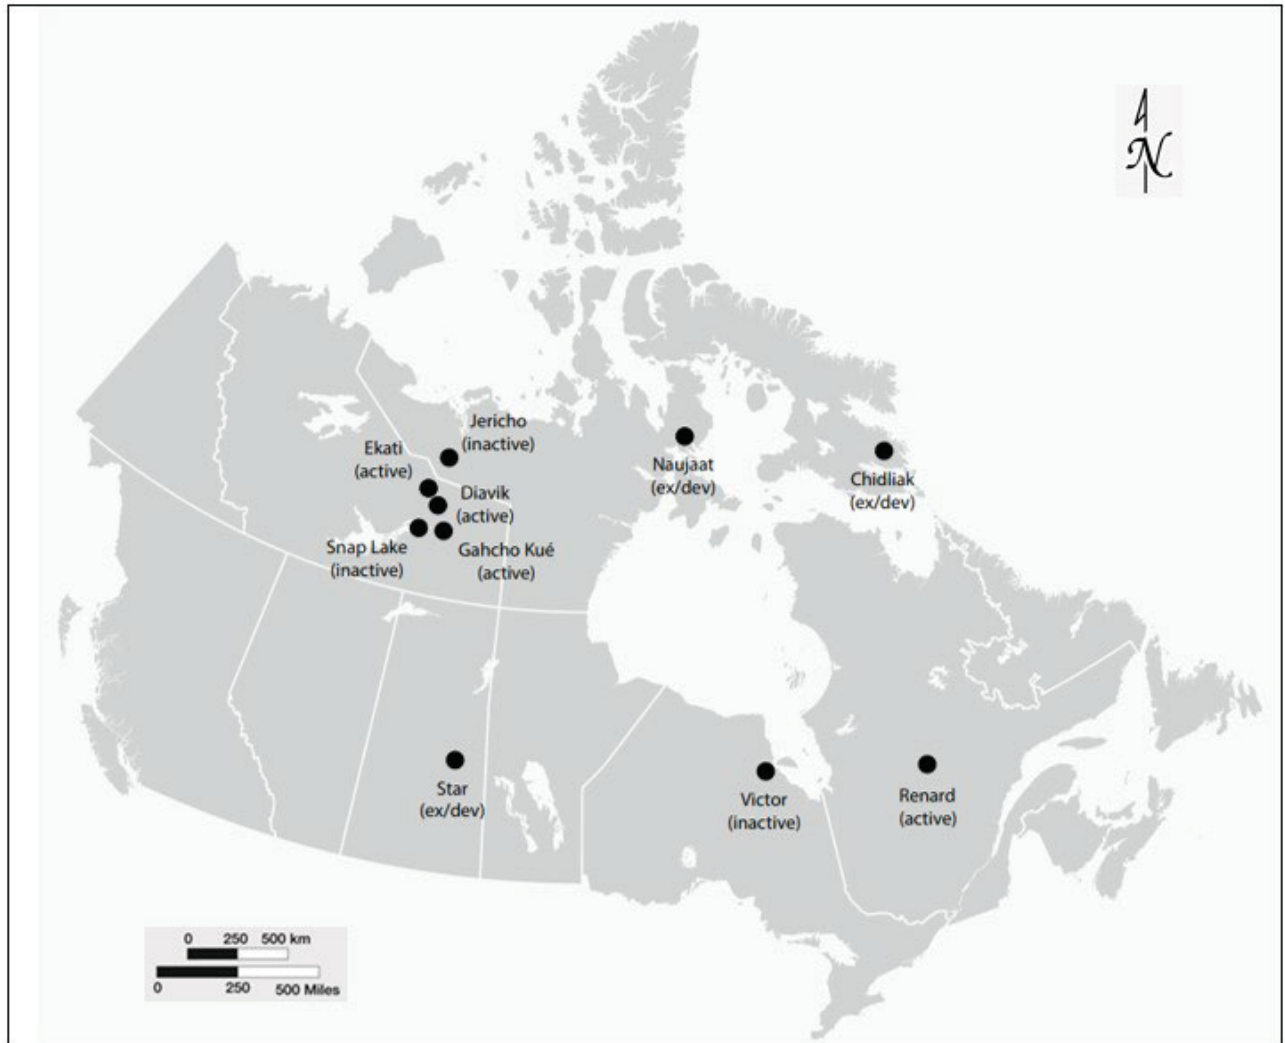 N
Jericho
(inactive)
Ekati
(active)
Diavik
(active)
Snap Lake
(inactive)
Gahcho Kué
(active)
Naujaat
(ex/dev)
Chidliak
(ex/dev)
Star
(ex/dev)
Victor
(inactive)
Renard
(active)
0 250 500 km
0 250 500 Miles